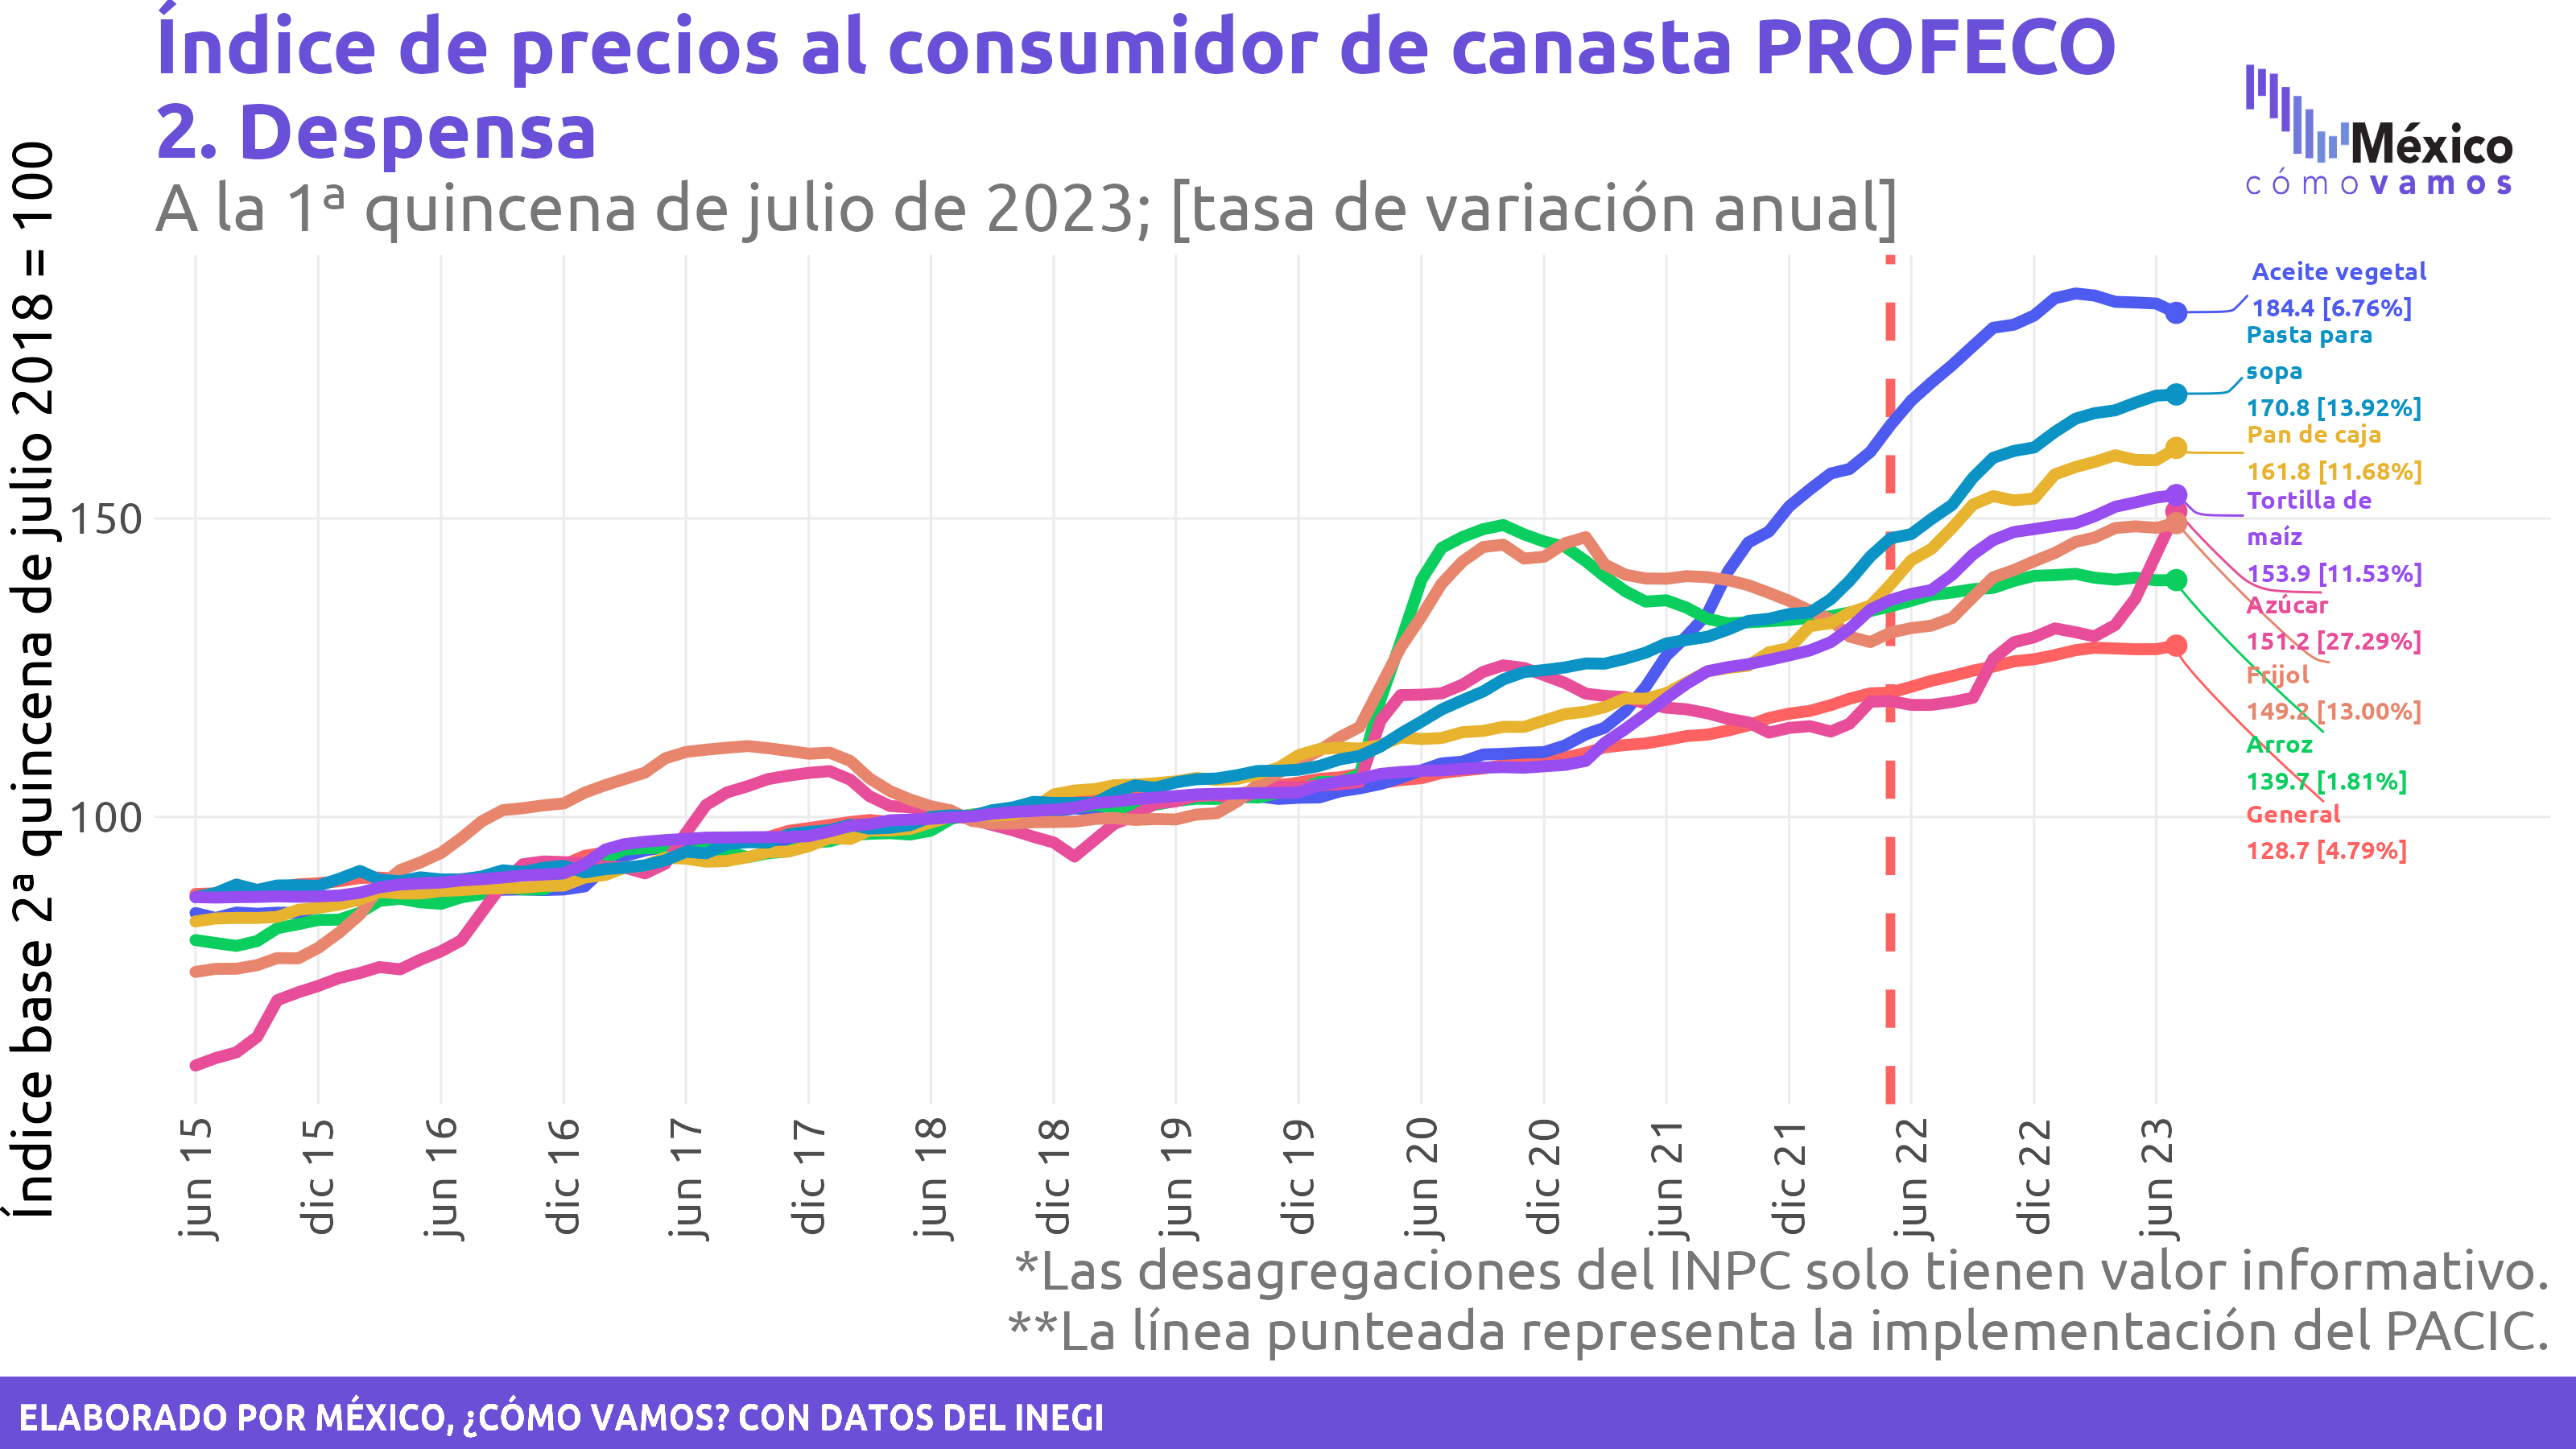 Índice de precios al consumidor de canasta PROFECO
2. Despensa
A la 1ª quincena de julio de 2023; [tasa de variación anual]
México
cómovamos
Índice base 2ª quincena de julio 2018 = 100
150
100
Aceite vegetal
184.4 [6.76%]
Pasta para
sopa
170.8 [13.92%]
Pan de caja
161.8 [11.68%]
Tortilla de
maíz
153.9 [11.53%]
Azúcar
151.2 [27.29%]
Frijol
149.2 [13.00%]
Arroz
139.7 [1.81%]
General
128.7 [4.79%]
jun 15
dic 15
jun 16
dic 16
jun 17
dic 17
jun 18
dic 18
jun 19
dic 19
jun 20
dic 20
jun 21
dic 21
jun 22
dic 22
jun 23
*Las desagregaciones del INPC solo tienen valor informativo.
**La línea punteada representa la implementación del PACIC.
ELABORADO POR MÉXICO, ¿CÓMO VAMOS? CON DATOS DEL INEGI